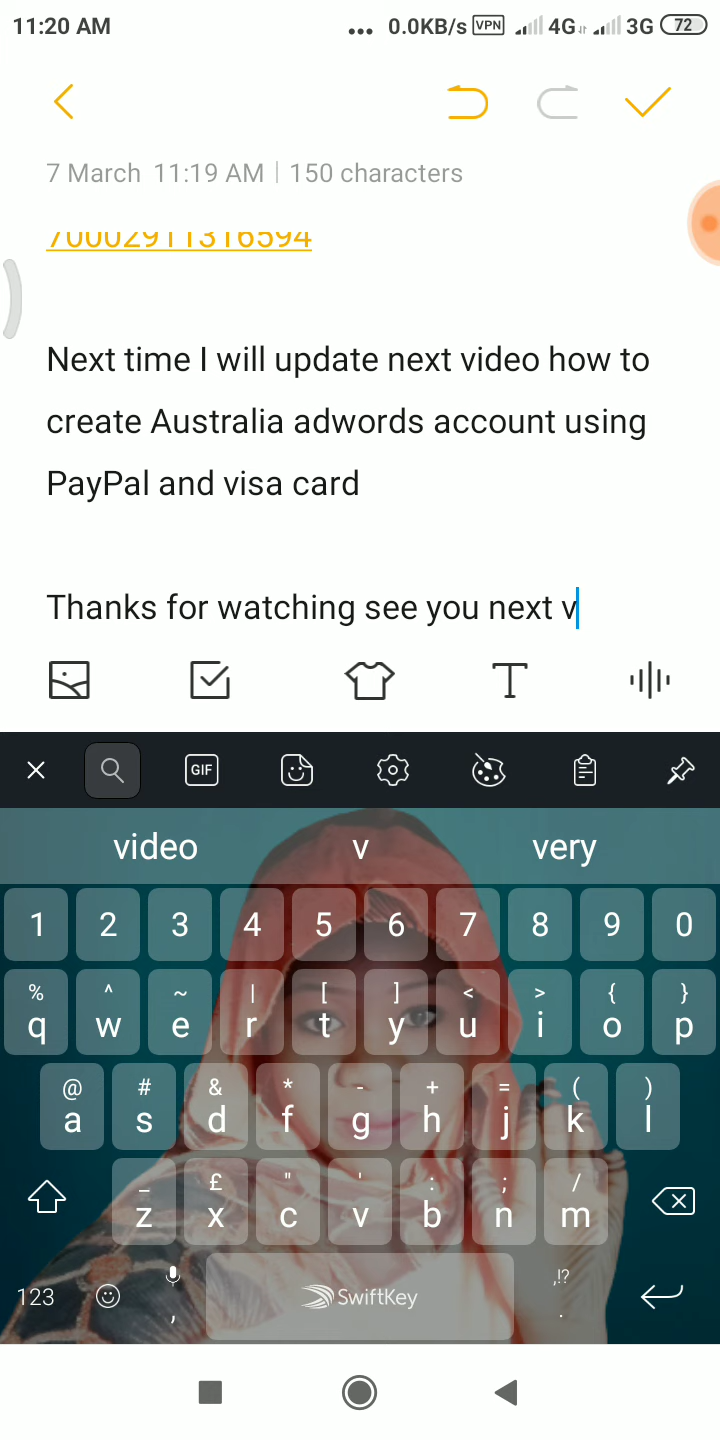 11:20 AM ... 0.0KB/s VPN 4G 3G 72
7 March 11:19 AM | 150 characters
70002911316594
Next time I will update next video how to
create Australia adwords account using
PayPal and visa card
Thanks for watching see you next v
T
GIF
video v very
1 2 3 4 5 6 7 8 9 0
% ^ ~ | [ ] < > { }
q w e r t y u i o p
@ # & * - + = ( )
a s d f g h j k l
_ £ " ' : ; /
z x c v b n m
123 , SwiftKey ,!? .